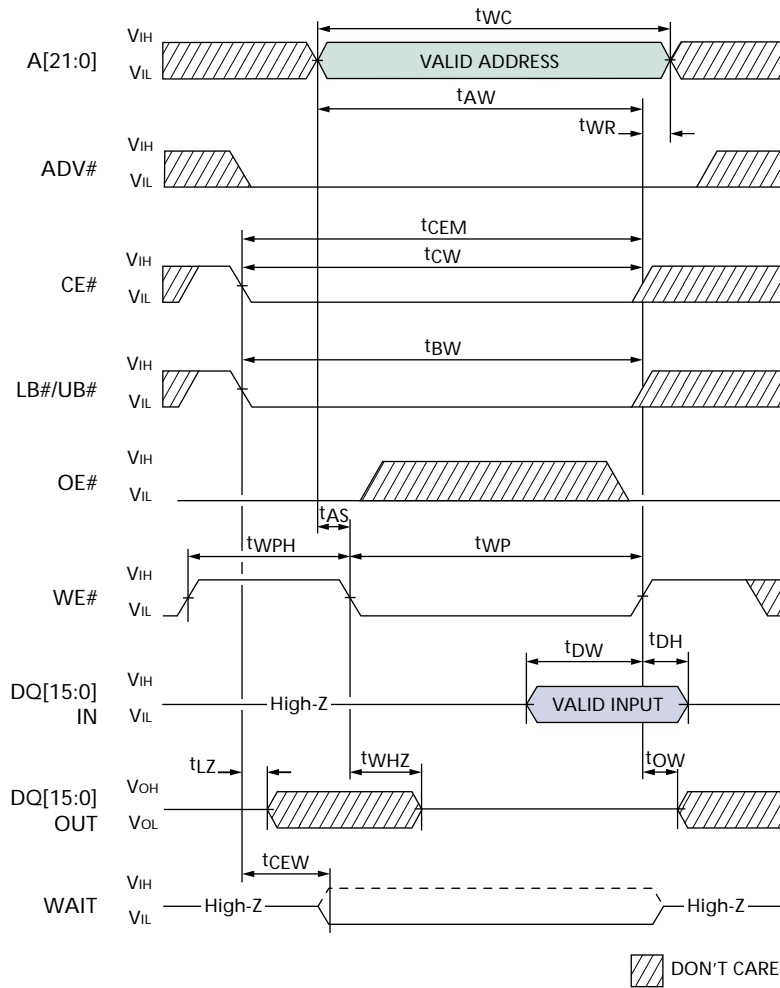 tWC
VIH
A[21:0]
VALID ADDRESS
VIL
tAW
tWR
VIH
ADV#
VIL
tCEM
VIH
tCW
CE#
VIL
tBW
VIH
LB#/UB#
VIL
VIH
OE#
VIL
tAS
tWPH
tWP
VIH
WE#
VIL
tDW
tDH
VIH
DQ[15:0]
IN
High-Z
VALID INPUT
VIL
tLZ
tWHZ
tOW
VOH
DQ[15:0]
OUT
VOL
tCEW
VIH
WAIT
High-Z
High-Z
VIL
DON'T CARE